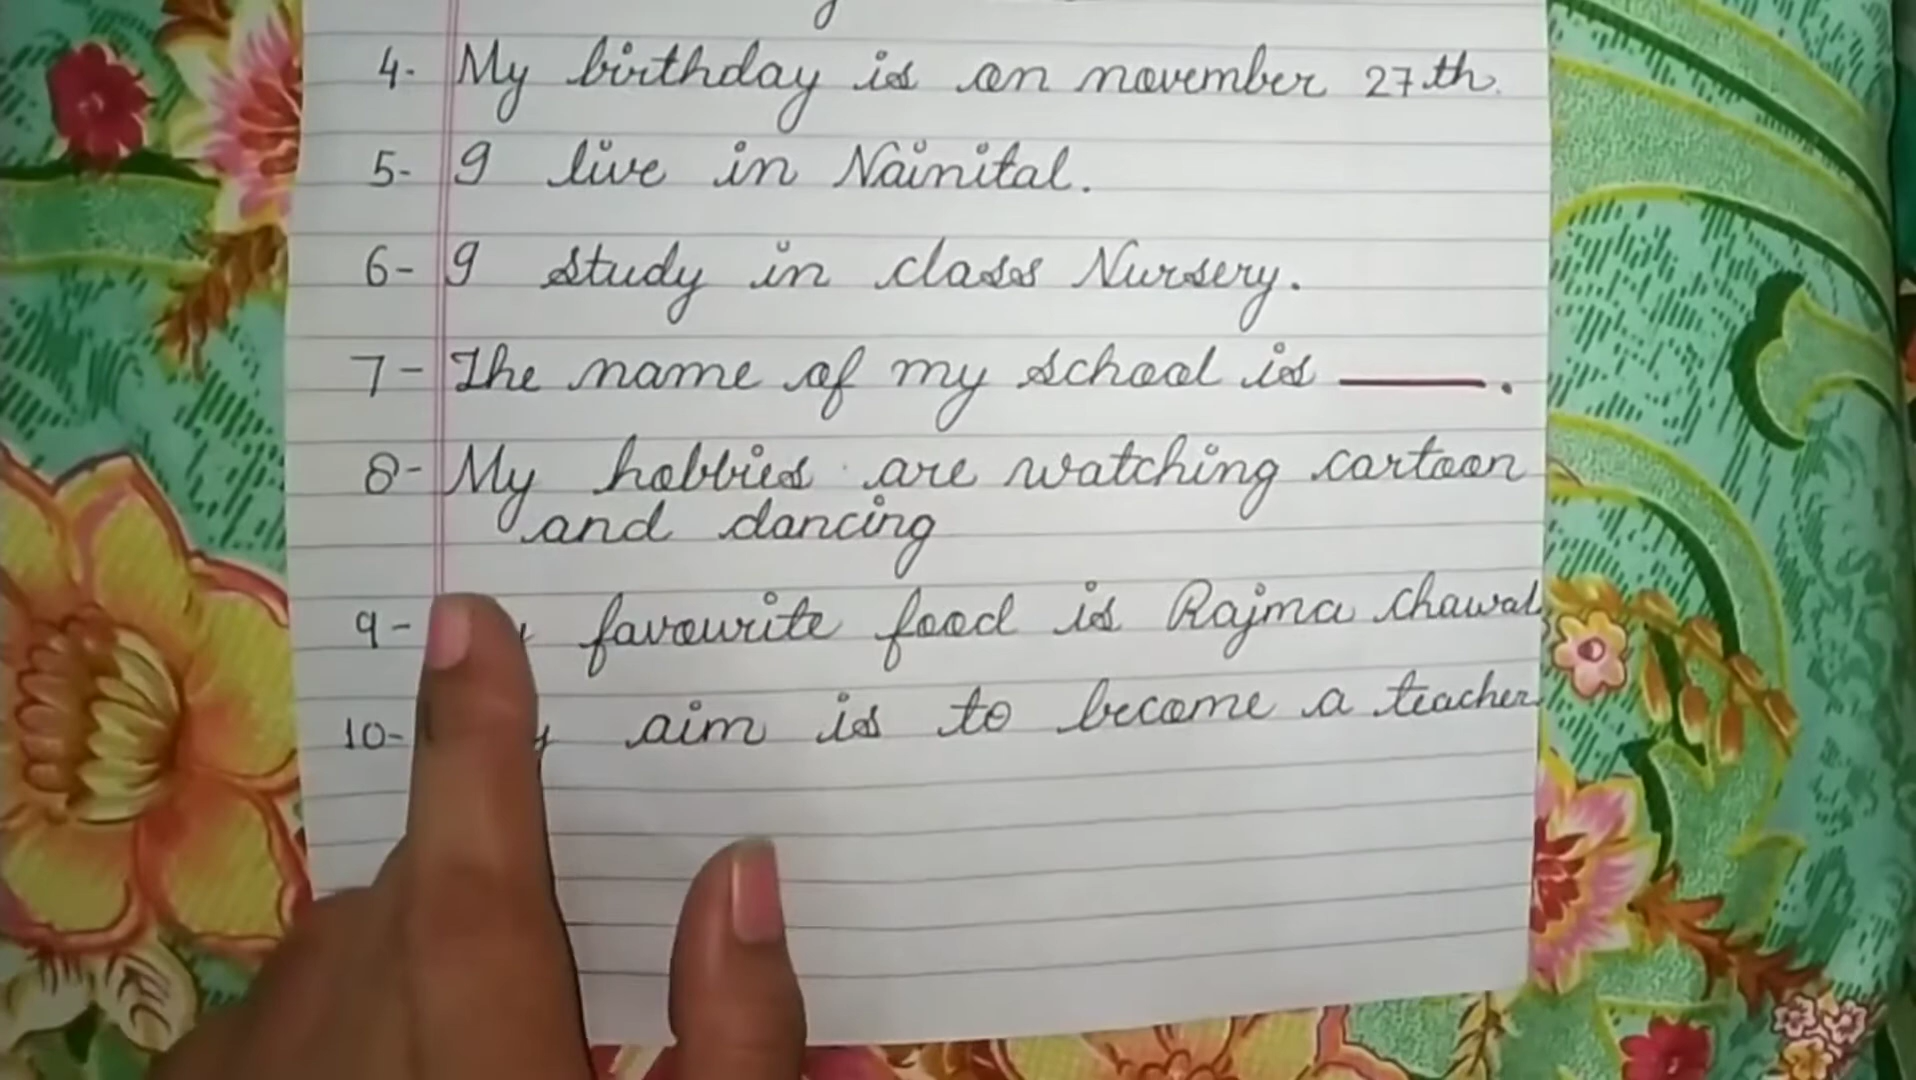 4- My birthday is on november 27th.
5- I live in Nainital.
6- I study in class Nursery.
7- The name of my school is ____.
8- My hobbies are watching cartoon
and dancing
9- favourite food is Rajma chawal
10- aim is to become a teacher.